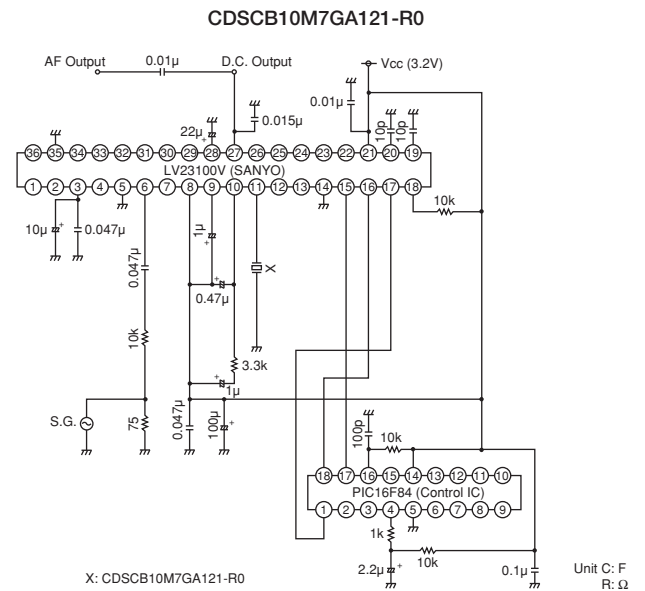 CDSCB10M7GA121-R0
AF Output 0.01μ D.C. Output Vcc (3.2V)
0.01μ
0.015μ
22μ + 10p 10p
36 35 34 33 32 31 30 29 28 27 26 25 24 23 22 21 20 19
LV23100V (SANYO)
1 2 3 4 5 6 7 8 9 10 11 12 13 14 15 16 17 18
10k
10μ + 0.047μ
0.047μ
1μ +
X
+
0.47μ
10k
3.3k
+
1μ
S.G. 75 0.047μ 100μ +
100p 10k
18 17 16 15 14 13 12 11 10
PIC16F84 (Control IC)
1 2 3 4 5 6 7 8 9
1k
10k
2.2μ + 0.1μ
X: CDSCB10M7GA121-R0
Unit C: F
R: Ω